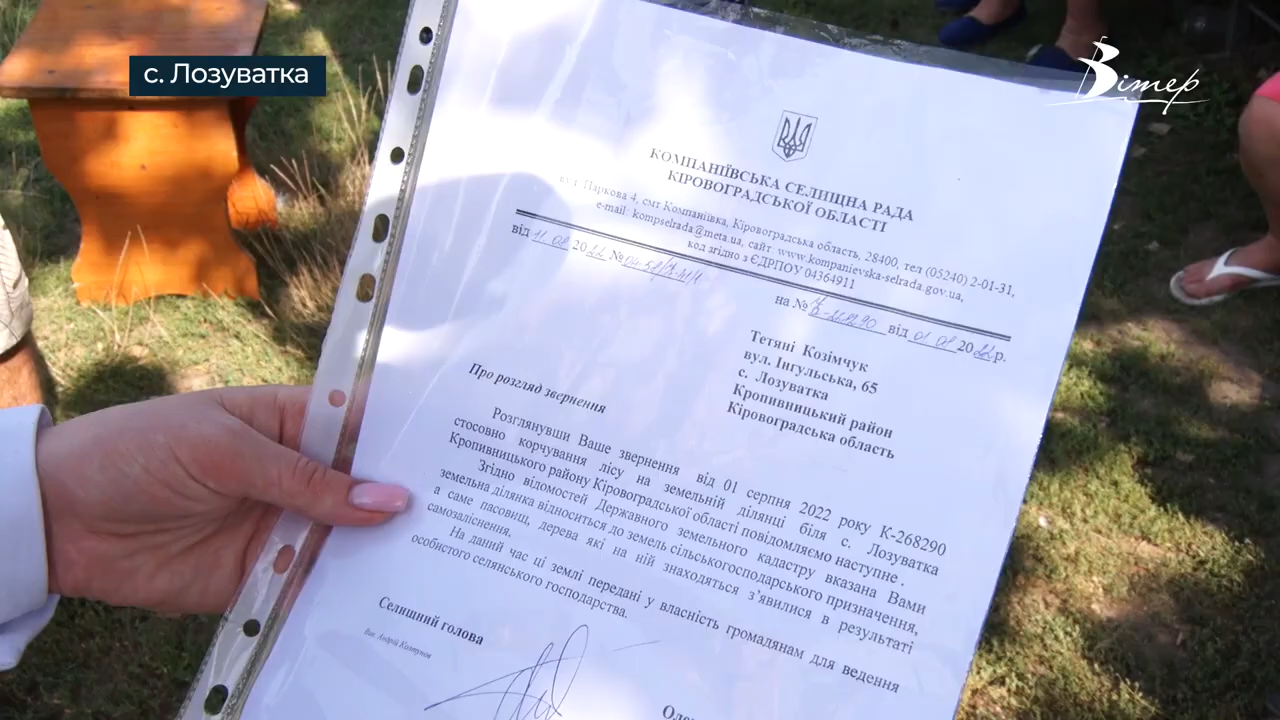 с. Лозуватка
Вітер
КОМПАНІЇВСЬКА СЕЛИЩНА РАДА
КІРОВОГРАДСЬКОЇ ОБЛАСТІ
вул. Паркова 4, смт Компаніївка, Кіровоградська область, 28400, тел (05240) 2-01-31,
e-mail: kompselrada@meta.ua, сайт: www.kompanievska-selrada.gov.ua,
код згідно з ЄДРПОУ 04364911
від 11 08 2022 №
на № від 01 08 2022 р.
Тетяні Козімчук
вул. Інгульська, 65
с. Лозуватка
Кропивницький район
Кіровоградська область
Про розгляд звернення
Розглянувши Ваше звернення від 01 серпня 2022 року К-268290
стосовно корчування лісу на земельній ділянці біля с. Лозуватка
Кропивницького району Кіровоградської області повідомляємо наступне .
Згідно відомостей Державного земельного кадастру вказана Вами
земельна ділянка відноситься до земель сільськогосподарського призначення,
а саме пасовищ, дерева які на ній знаходяться з’явилися в результаті
самозаліснення.
На даний час ці землі передані у власність громадянам для ведення
особистого селянського господарства.
Селищний голова
Вик. Андрій